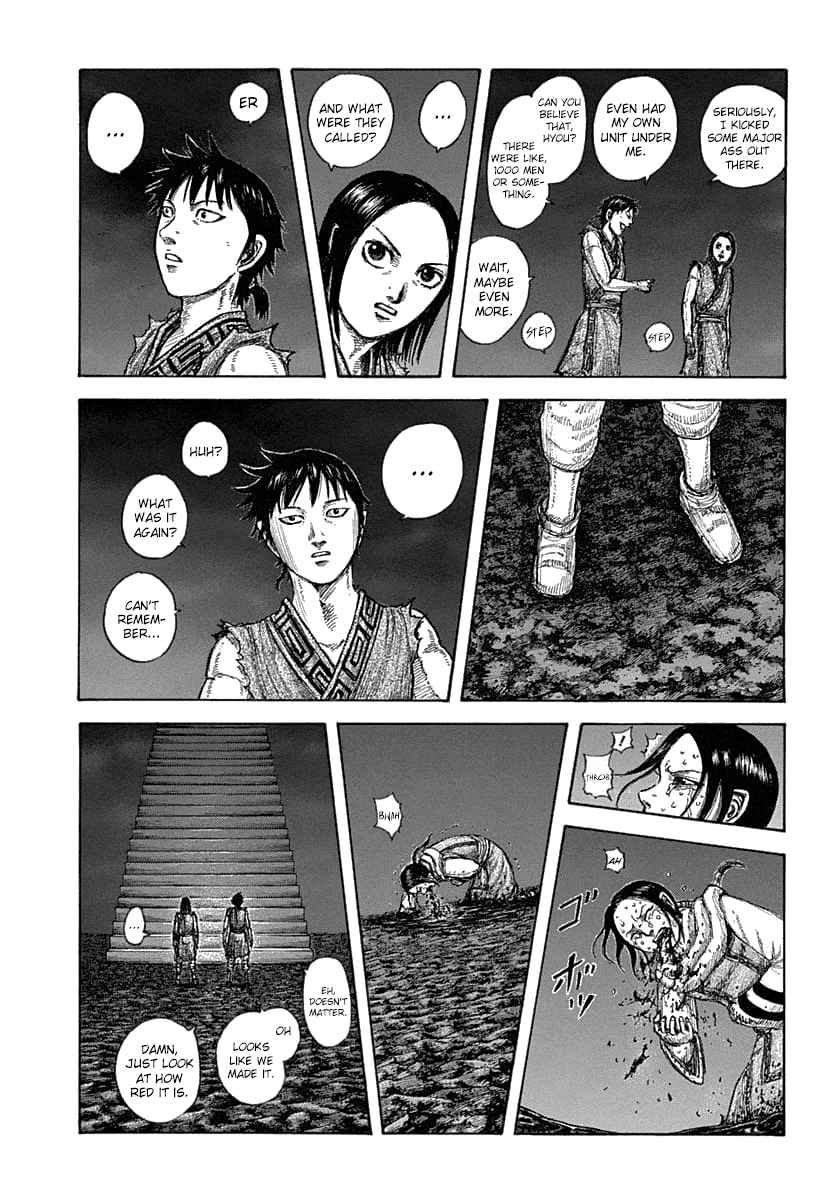 SERIOUSLY,
I KICKED
SOME MAJOR
ASS OUT
THERE.
EVEN HAD
MY OWN
UNIT UNDER
ME.
CAN YOU
BELIEVE
THAT,
HYOU?
THERE
WERE LIKE,
1000 MEN
OR SOME-
THING.
WAIT,
MAYBE
EVEN
MORE.
STEP
STEP
...
AND WHAT
WERE THEY
CALLED?
ER
...
...
HUH?
WHAT
WAS IT
AGAIN?
CAN'T
REMEM-
BER...
!
THROB
AH
ゴ
ボッ
BWAH
...
EH,
DOESN'T
MATTER.
OH
LOOKS
LIKE WE
MADE IT.
DAMN,
JUST LOOK
AT HOW
RED IT IS.